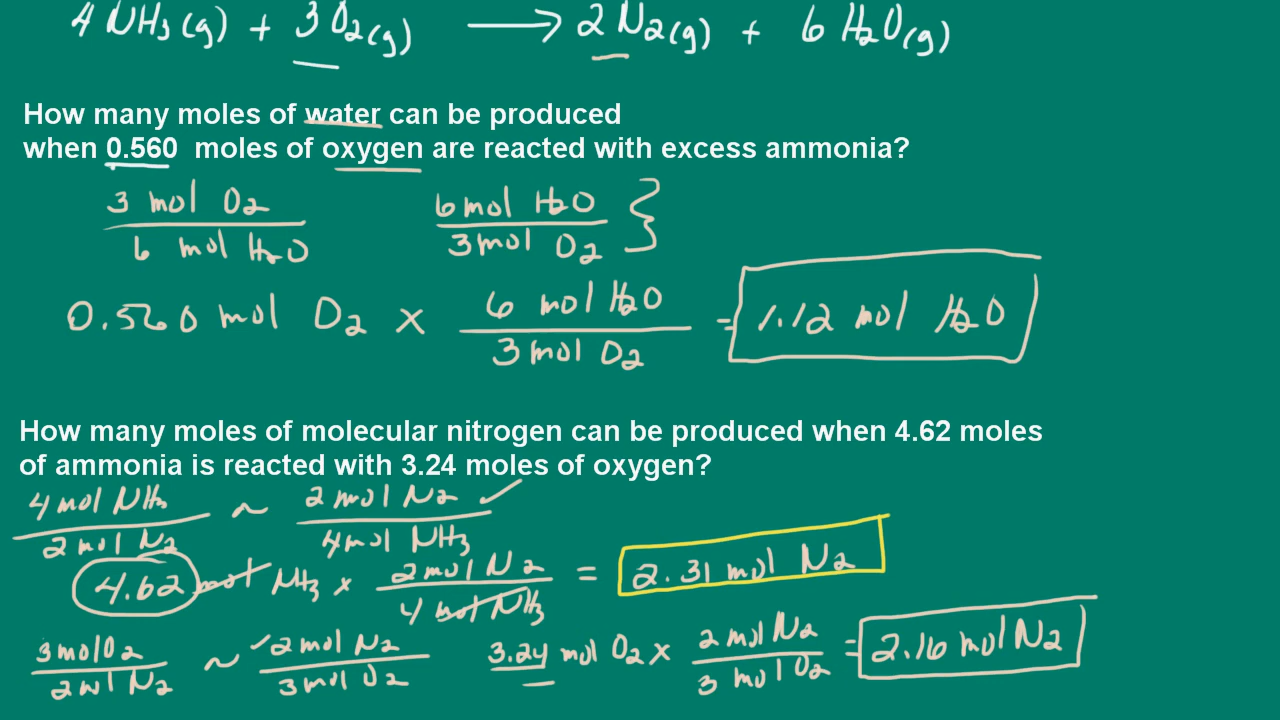 4 NH3(g) + 3 O2(g) ⟶ 2 N2(g) + 6 H2O(g)
How many moles of water can be produced
when 0.560 moles of oxygen are reacted with excess ammonia?
3 mol O2 / 6 mol H2O   6 mol H2O / 3 mol O2 }
0.560 mol O2 × 6 mol H2O / 3 mol O2 = 1.12 mol H2O
How many moles of molecular nitrogen can be produced when 4.62 moles
of ammonia is reacted with 3.24 moles of oxygen?
4 mol NH3 / 2 mol N2 ~ 2 mol N2 / 4 mol NH3 ✓
4.62 mol NH3 × 2 mol N2 / 4 mol NH3 = 2.31 mol N2
3 mol O2 / 2 mol N2 ~ 2 mol N2 / 3 mol O2   3.24 mol O2 × 2 mol N2 / 3 mol O2 = 2.16 mol N2